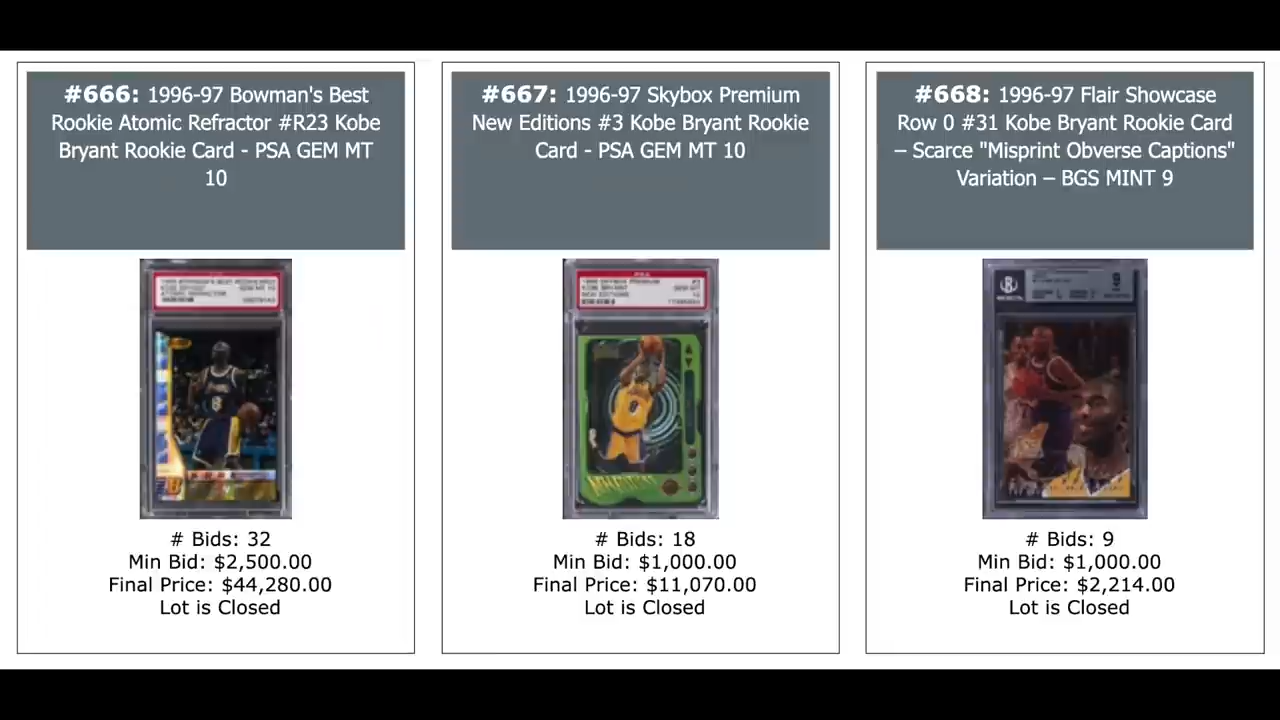 #666: 1996-97 Bowman's Best
Rookie Atomic Refractor #R23 Kobe
Bryant Rookie Card - PSA GEM MT
10
# Bids: 32
Min Bid: $2,500.00
Final Price: $44,280.00
Lot is Closed
#667: 1996-97 Skybox Premium
New Editions #3 Kobe Bryant Rookie
Card - PSA GEM MT 10
# Bids: 18
Min Bid: $1,000.00
Final Price: $11,070.00
Lot is Closed
#668: 1996-97 Flair Showcase
Row 0 #31 Kobe Bryant Rookie Card
– Scarce "Misprint Obverse Captions"
Variation – BGS MINT 9
# Bids: 9
Min Bid: $1,000.00
Final Price: $2,214.00
Lot is Closed